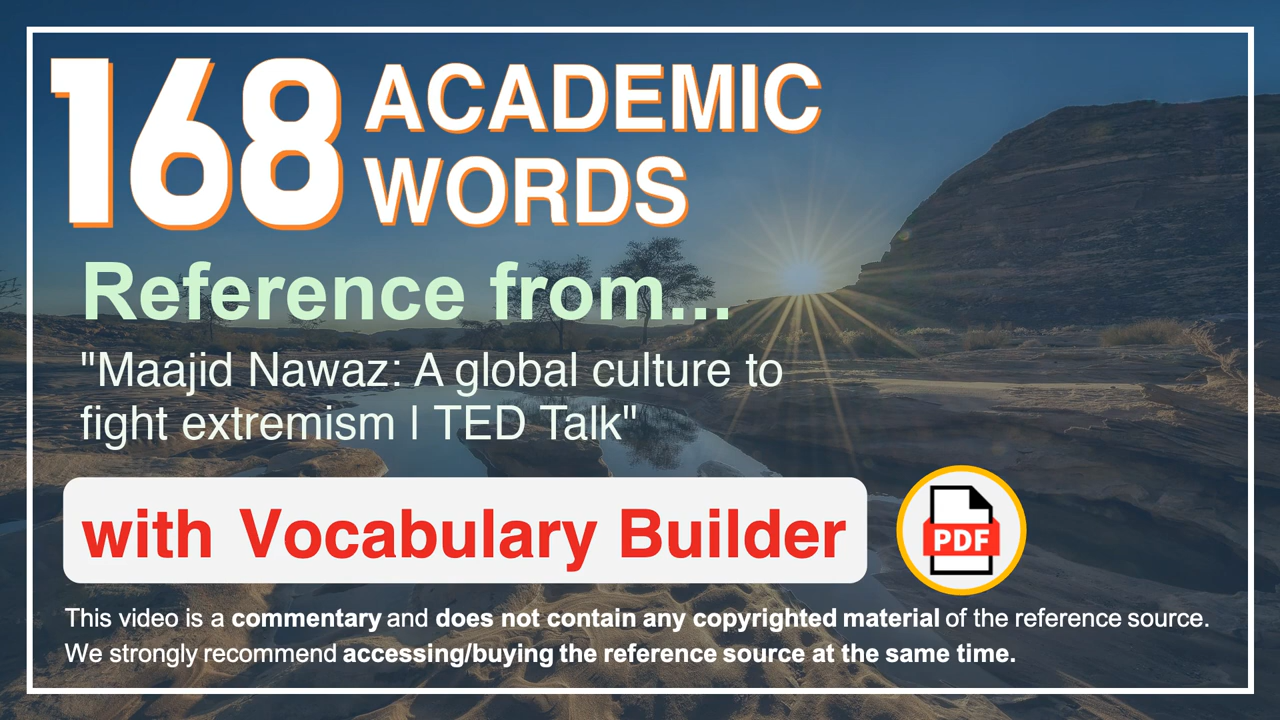 168 ACADEMIC
WORDS
Reference from...
"Maajid Nawaz: A global culture to
fight extremism | TED Talk"
with Vocabulary Builder
PDF
This video is a commentary and does not contain any copyrighted material of the reference source.
We strongly recommend accessing/buying the reference source at the same time.